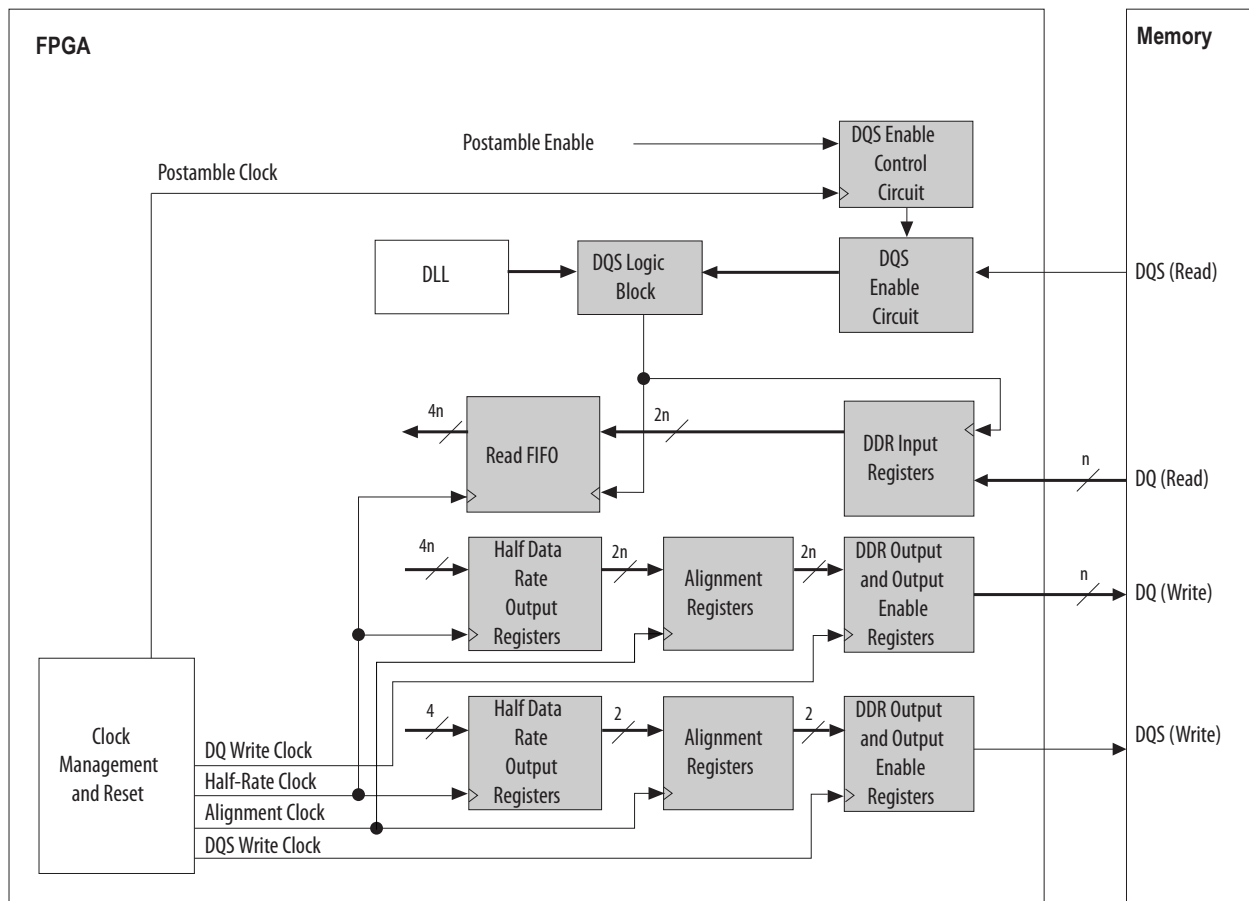 FPGA
Memory
Postamble Enable
DQS Enable
Control
Circuit
Postamble Clock
DLL
DQS Logic
Block
DQS
Enable
Circuit
DQS (Read)
4n
Read FIFO
2n
DDR Input
Registers
n
DQ (Read)
4n
Half Data
Rate
Output
Registers
2n
Alignment
Registers
2n
DDR Output
and Output
Enable
Registers
n
DQ (Write)
Clock
Management
and Reset
DQ Write Clock
Half-Rate Clock
Alignment Clock
DQS Write Clock
4
Half Data
Rate
Output
Registers
2
Alignment
Registers
2
DDR Output
and Output
Enable
Registers
DQS (Write)